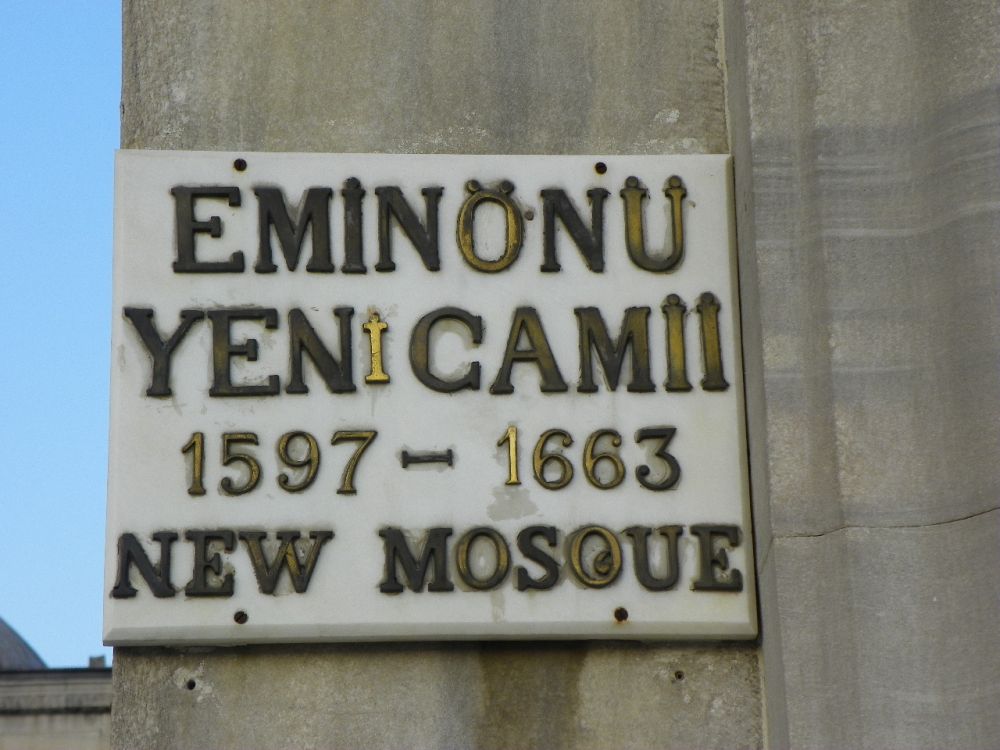 EMİNÖNÜ
YENİ CAMİİ
1597 - 1663
NEW MOSQUE